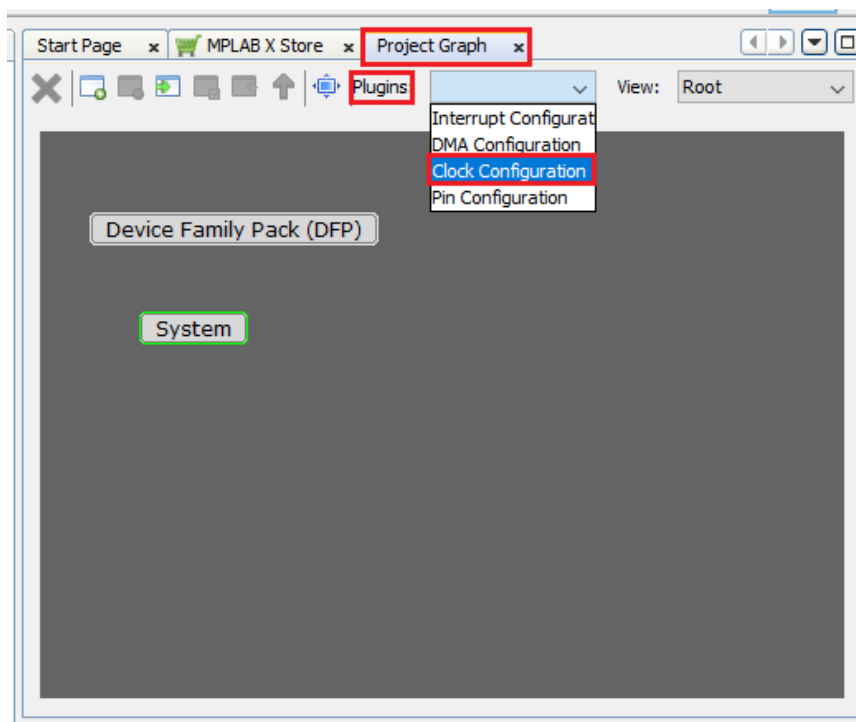 Start Page MPLAB X Store Project Graph
Plugins View: Root
Interrupt Configurat
DMA Configuration
Clock Configuration
Pin Configuration
Device Family Pack (DFP)
System